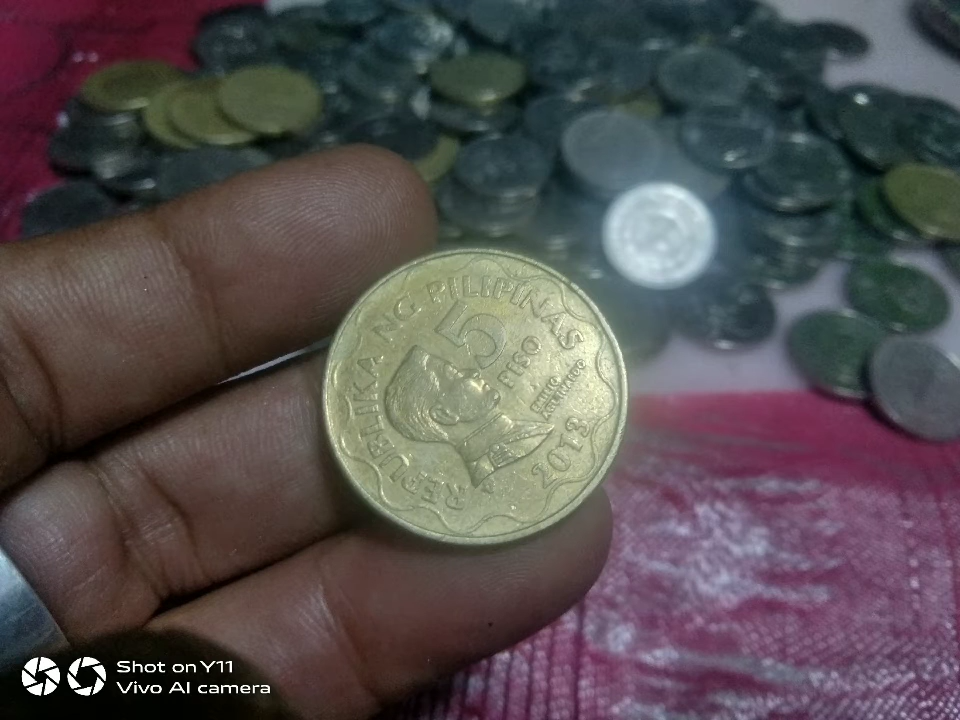 REPUBLIKA NG PILIPINAS
5
PISO
EMILIO
AGUINALDO
2013
Shot on Y11
Vivo AI camera